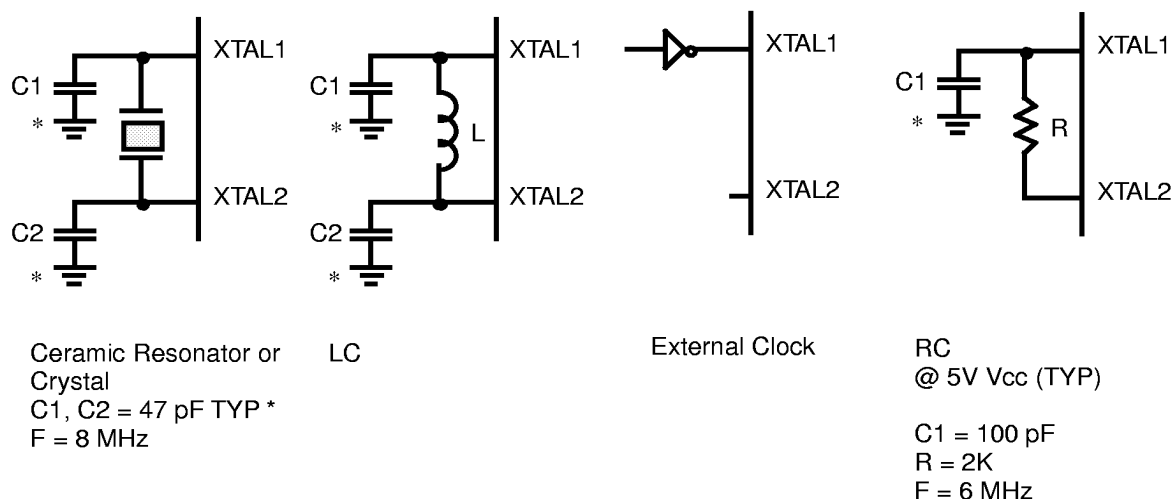 XTAL1
C1
*
XTAL2
C2
*
Ceramic Resonator or
Crystal
C1, C2 = 47 pF TYP *
F = 8 MHz
XTAL1
C1
*
L
XTAL2
C2
*
LC
XTAL1
XTAL2
External Clock
XTAL1
C1
*
R
XTAL2
RC
@ 5V Vcc (TYP)
C1 = 100 pF
R = 2K
F = 6 MHz